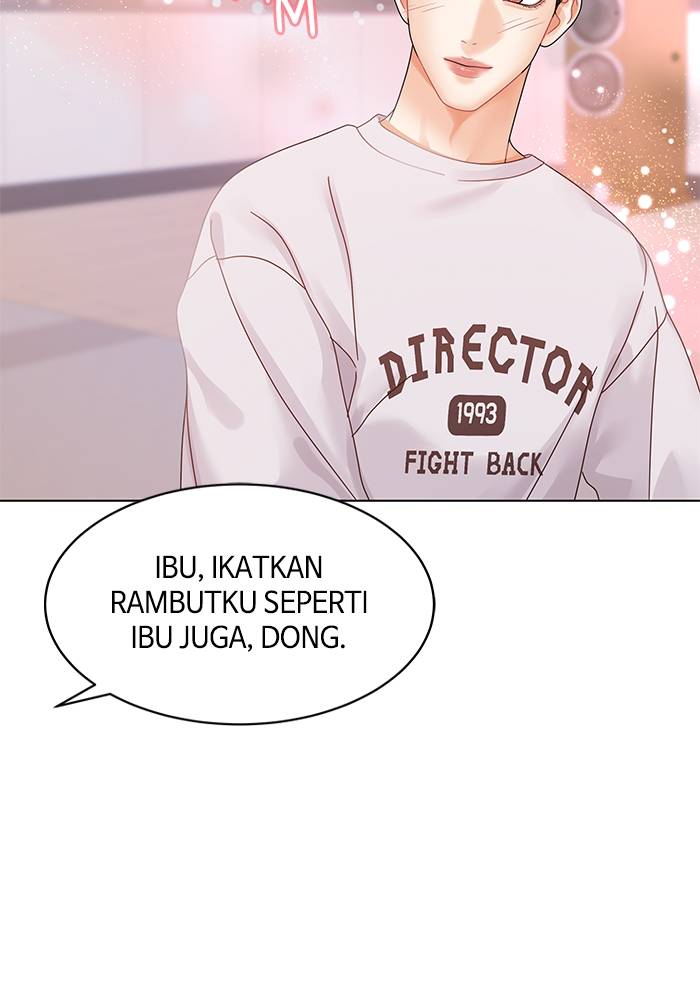 M
DIRECTOR
1993
FIGHT BACK
IBU, IKATKAN
RAMBUTKU SEPERTI
IBU JUGA, DONG.